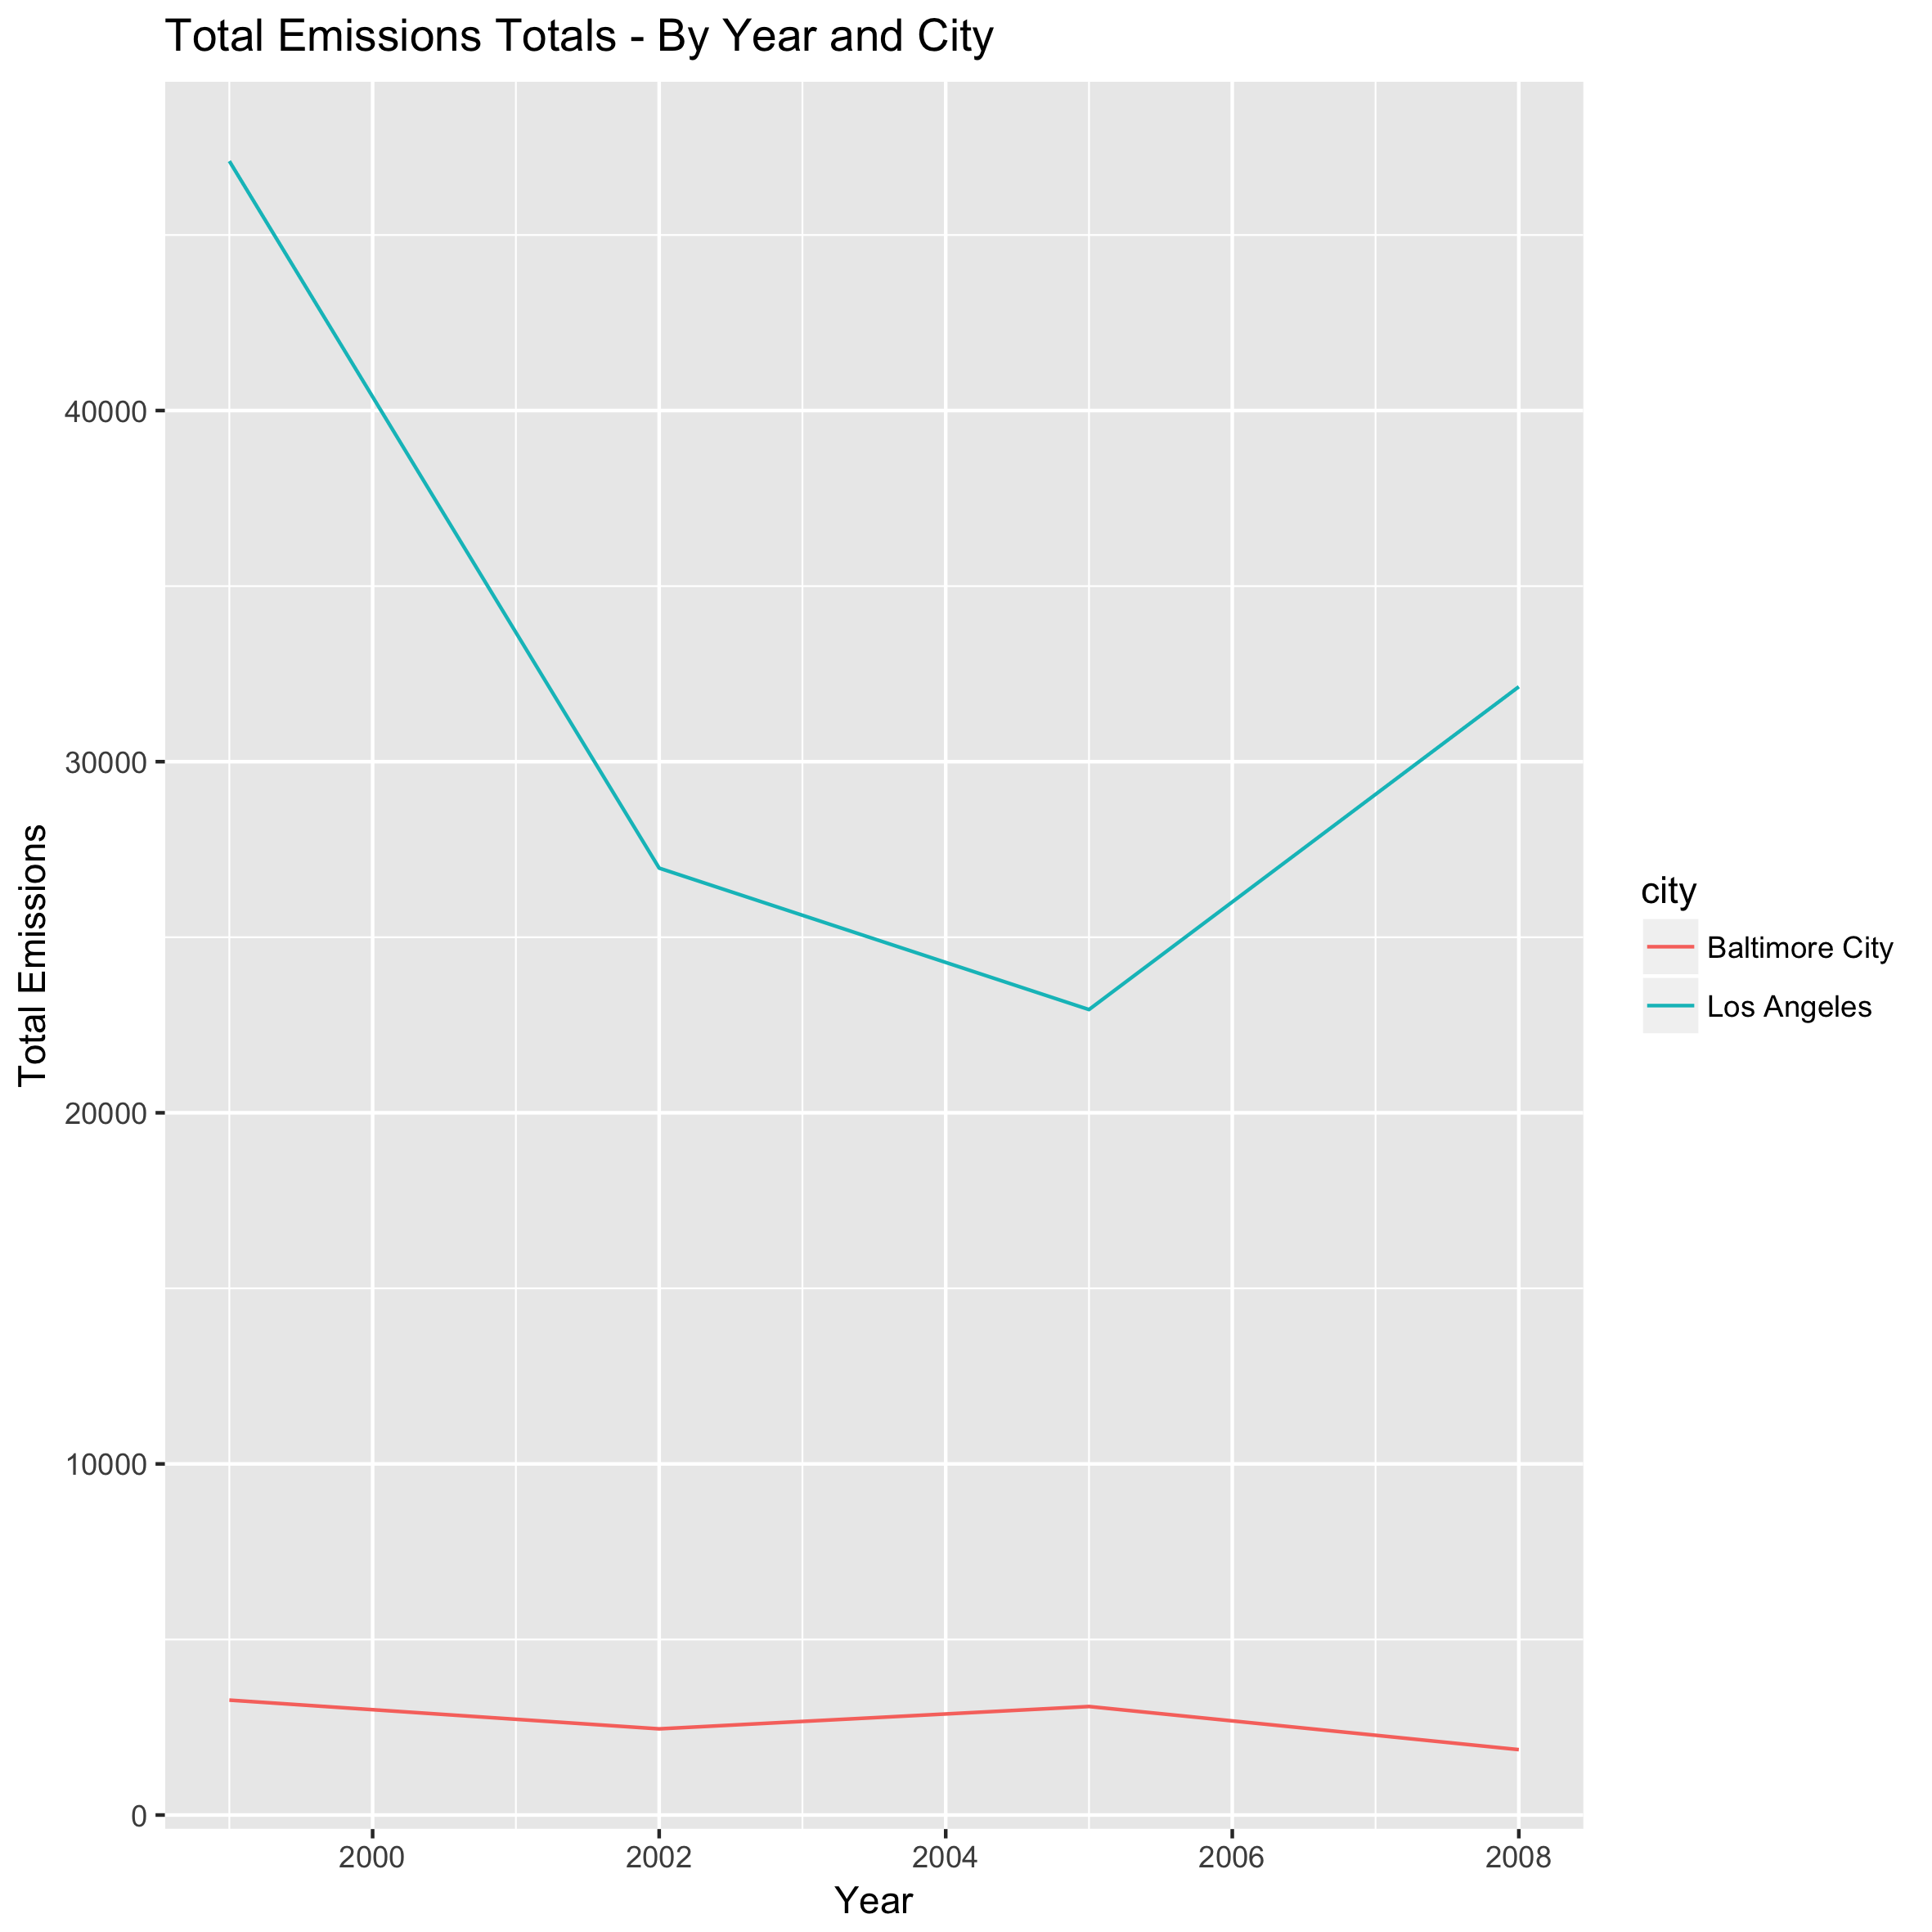 Total Emissions Totals - By Year and City
40000
30000
20000
10000
0
Total Emissions
2000 2002 2004 2006 2008
Year
city
Baltimore City
Los Angeles